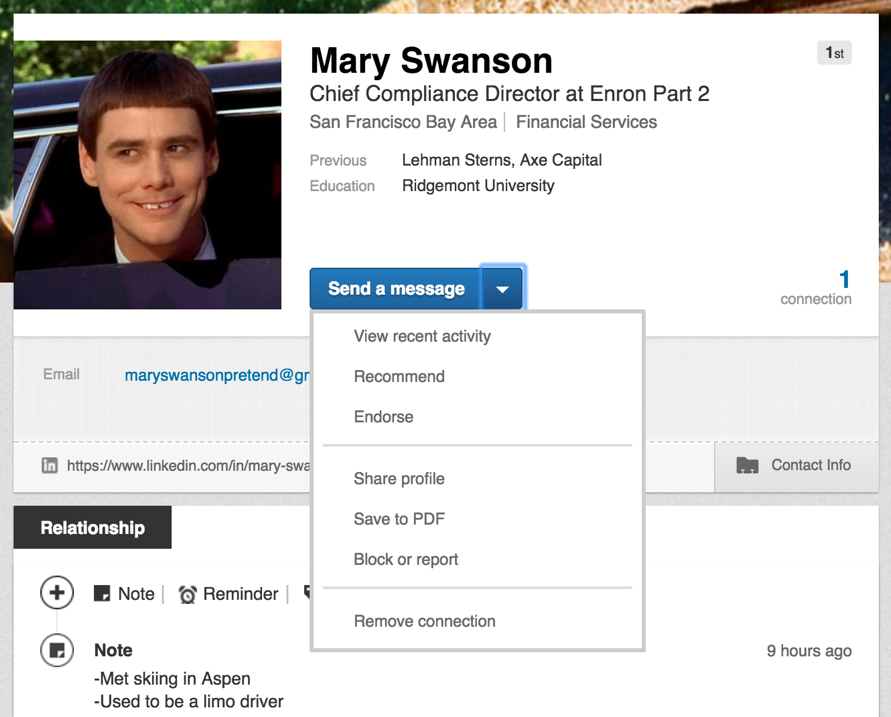 Mary Swanson
1st
Chief Compliance Director at Enron Part 2
San Francisco Bay Area | Financial Services
Previous Lehman Sterns, Axe Capital
Education Ridgemont University
Send a message
1
connection
View recent activity
Recommend
Endorse
Share profile
Save to PDF
Block or report
Remove connection
Email maryswansonpretend@gr
in https://www.linkedin.com/in/mary-swa
Contact Info
Relationship
Note | Reminder |
Note
9 hours ago
-Met skiing in Aspen
-Used to be a limo driver